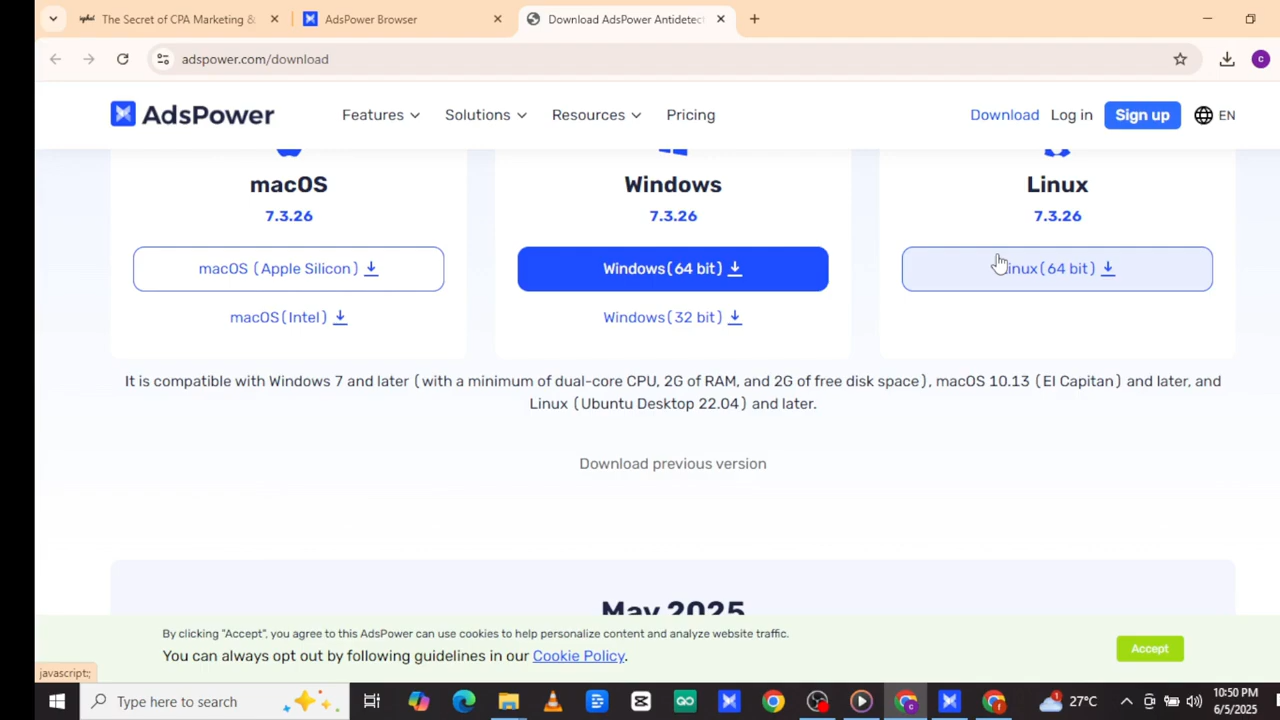 The Secret of CPA Marketing &
AdsPower Browser
Download AdsPower Antidetect
adspower.com/download
c
AdsPower
Features
Solutions
Resources
Pricing
Download
Log in
Sign up
EN
macOS
7.3.26
macOS (Apple Silicon)
macOS(Intel)
Windows
7.3.26
Windows(64 bit)
Windows(32 bit)
Linux
7.3.26
inux(64 bit)
It is compatible with Windows 7 and later (with a minimum of dual-core CPU, 2G of RAM, and 2G of free disk space), macOS 10.13 (El Capitan) and later, and
Linux (Ubuntu Desktop 22.04) and later.
Download previous version
May 2025
By clicking "Accept", you agree to this AdsPower can use cookies to help personalize content and analyze website traffic.
You can always opt out by following guidelines in our Cookie Policy.
Accept
javascript:;
Type here to search
27°C
10:50 PM
6/5/2025